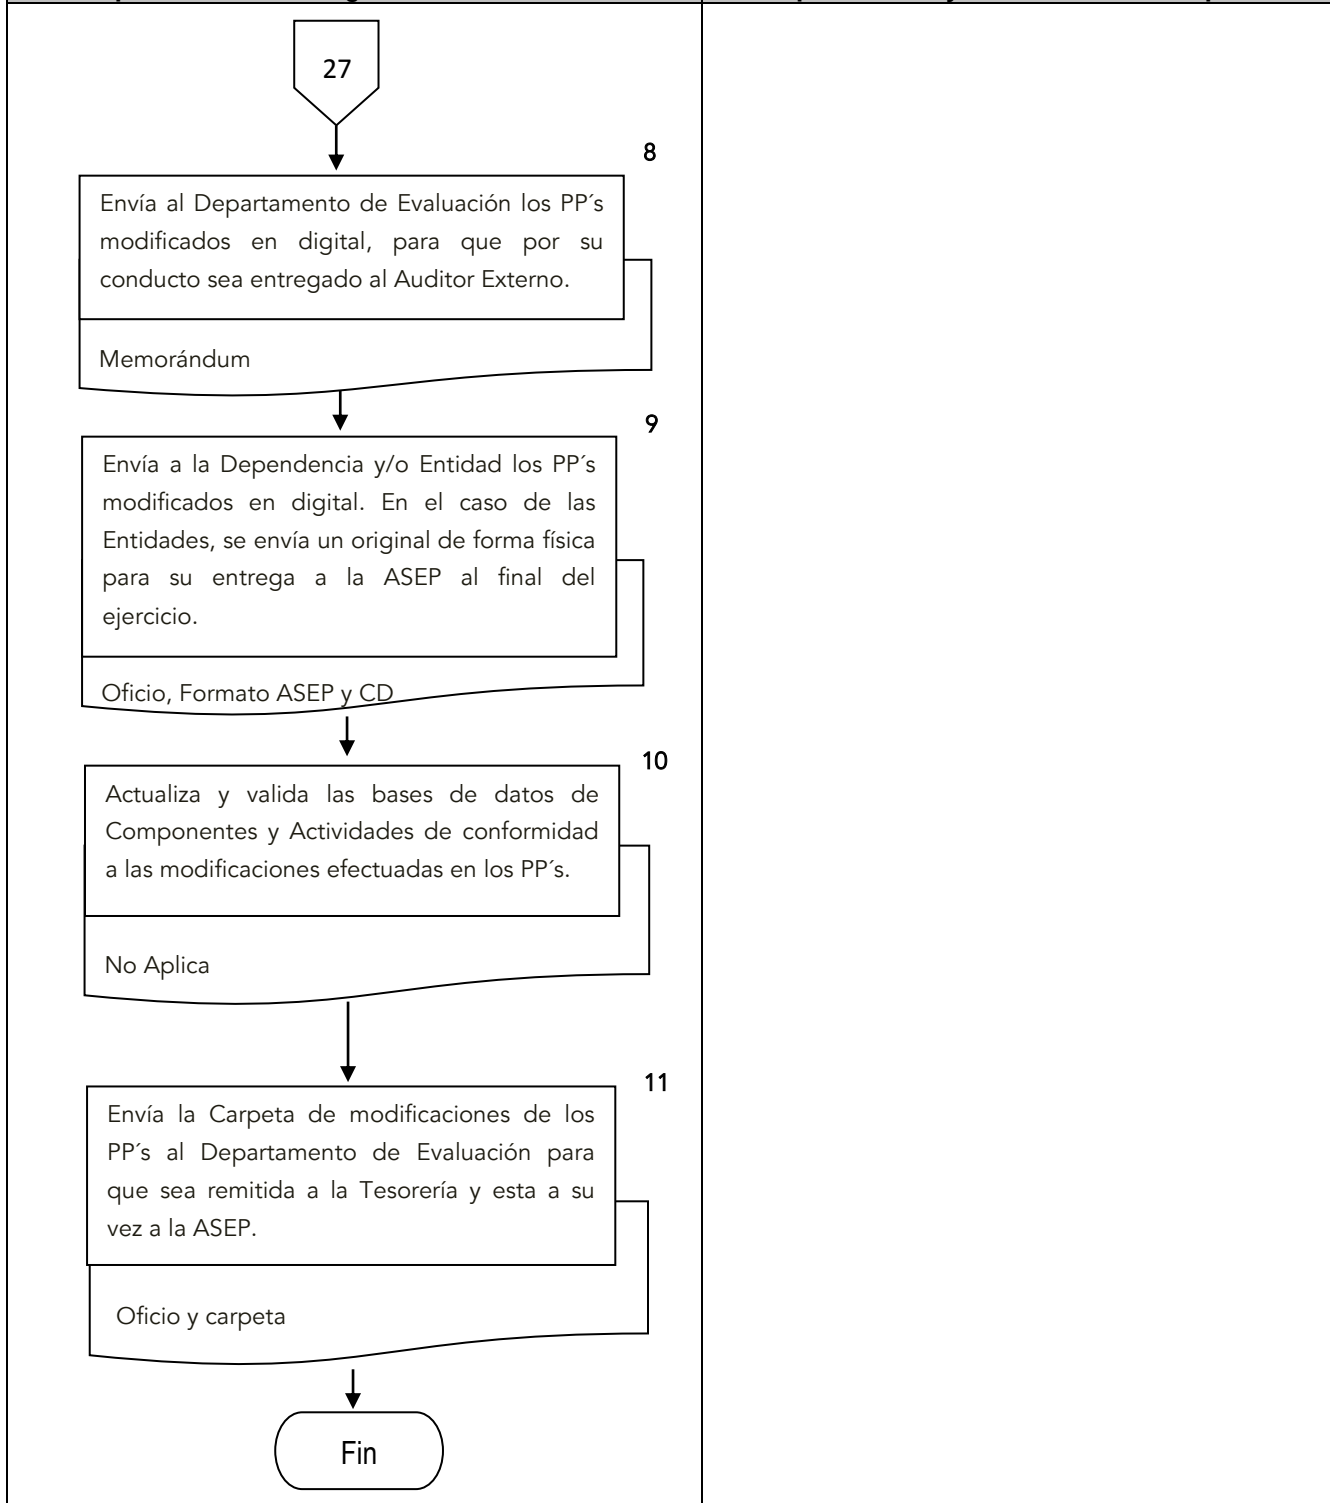 27
8
Envía al Departamento de Evaluación los PP´s
modificados en digital, para que por su
conducto sea entregado al Auditor Externo.
Memorándum
9
Envía a la Dependencia y/o Entidad los PP´s
modificados en digital. En el caso de las
Entidades, se envía un original de forma física
para su entrega a la ASEP al final del
ejercicio.
Oficio, Formato ASEP y CD
10
Actualiza y valida las bases de datos de
Componentes y Actividades de conformidad
a las modificaciones efectuadas en los PP´s.
No Aplica
11
Envía la Carpeta de modificaciones de los
PP´s al Departamento de Evaluación para
que sea remitida a la Tesorería y esta a su
vez a la ASEP.
Oficio y carpeta
Fin